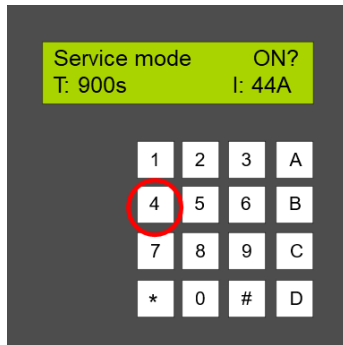 Service mode ON?
T: 900s I: 44A
1 2 3 A
4 5 6 B
7 8 9 C
* 0 # D